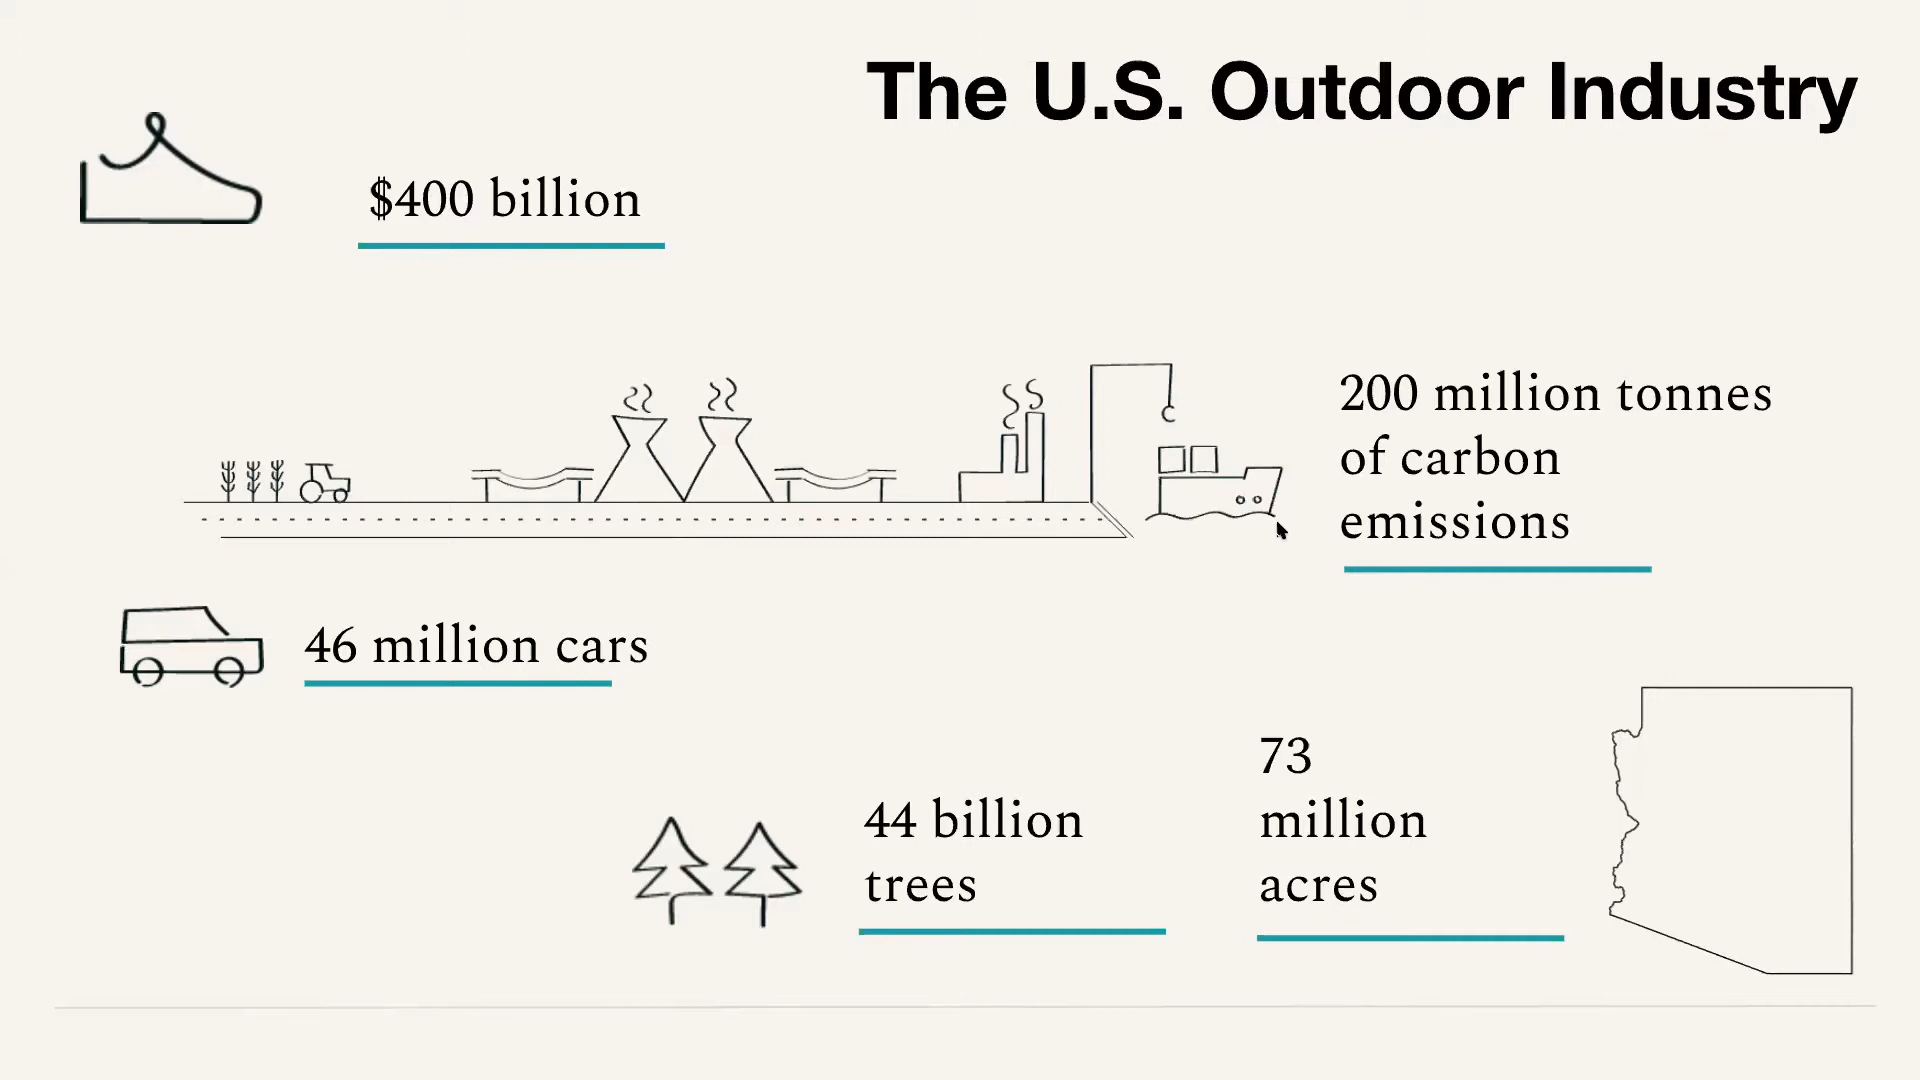 The U.S. Outdoor Industry
$400 billion
200 million tonnes
of carbon
emissions
46 million cars
44 billion
trees
73
million
acres